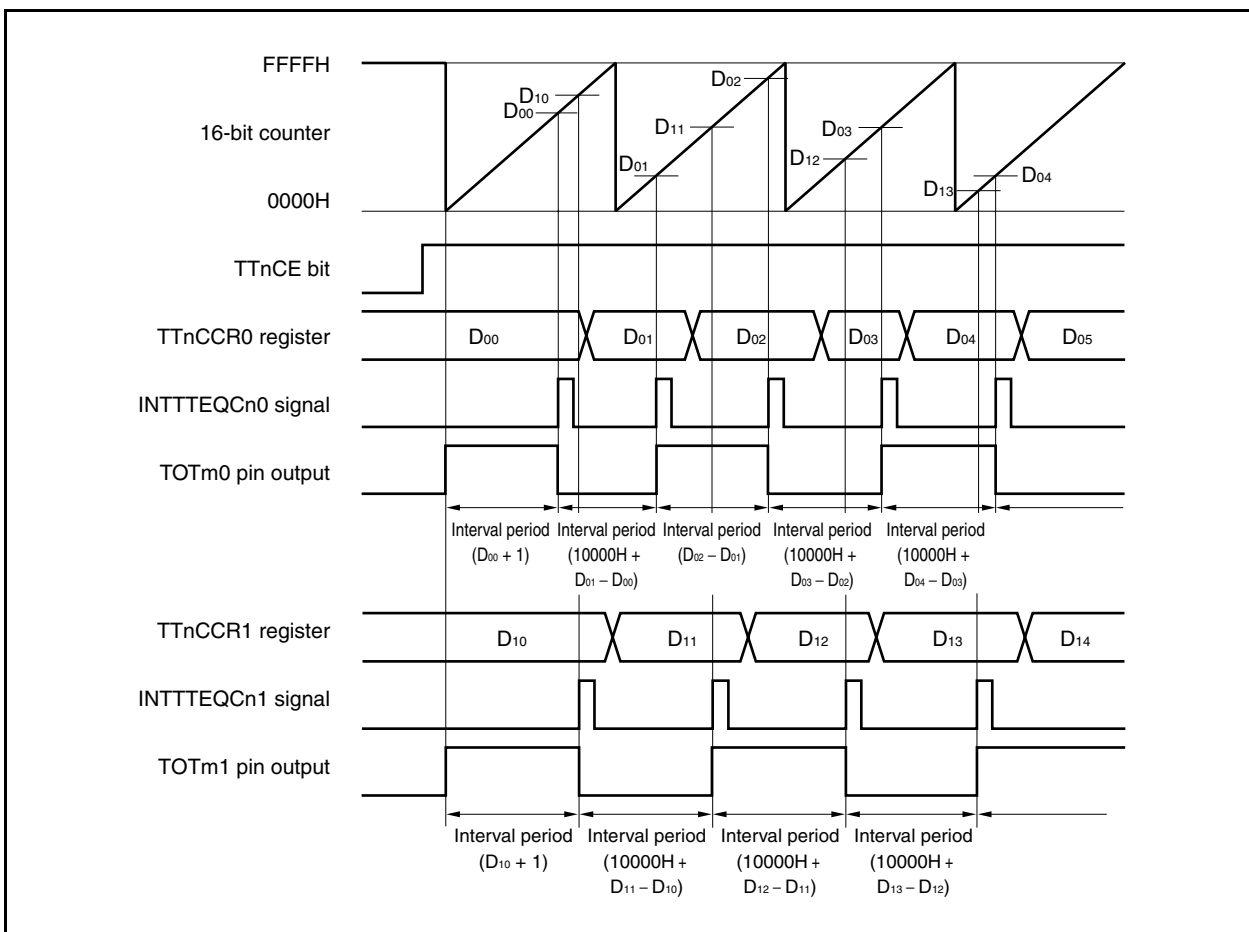 FFFFH
D10
D00
D02
16-bit counter
D11
D03
D01
D12
D04
D13
0000H
TTnCE bit
TTnCCR0 register
D00
D01
D02
D03
D04
D05
INTTTEQCn0 signal
TOTm0 pin output
Interval period
(D00 + 1)
Interval period
(10000H +
D01 – D00)
Interval period
(D02 – D01)
Interval period
(10000H +
D03 – D02)
Interval period
(10000H +
D04 – D03)
TTnCCR1 register
D10
D11
D12
D13
D14
INTTTEQCn1 signal
TOTm1 pin output
Interval period
(D10 + 1)
Interval period
(10000H +
D11 – D10)
Interval period
(10000H +
D12 – D11)
Interval period
(10000H +
D13 – D12)